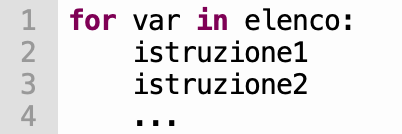 1 for var in elenco:
2     istruzione1
3     istruzione2
4     ...